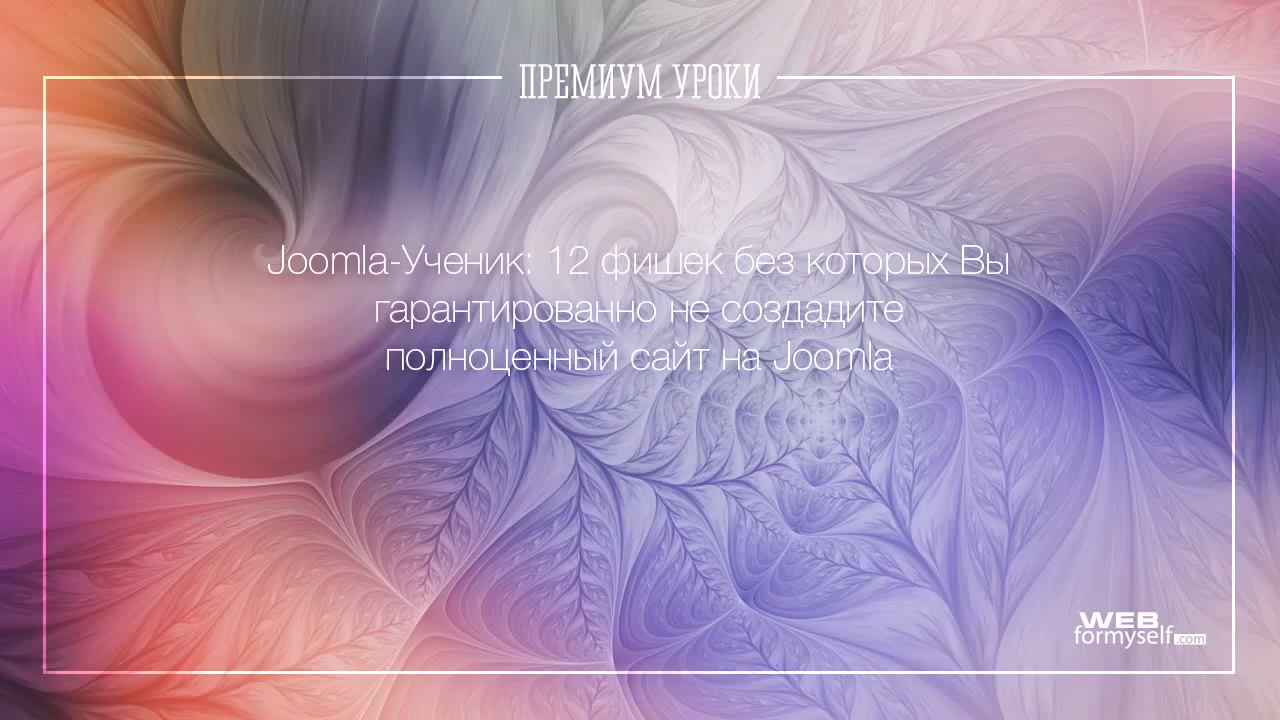 ПРЕМИУМ УРОКИ
Joomla-Ученик: 12 фишек без которых Вы
гарантированно не создадите
полноценный сайт на Joomla
WEB
formyself.com